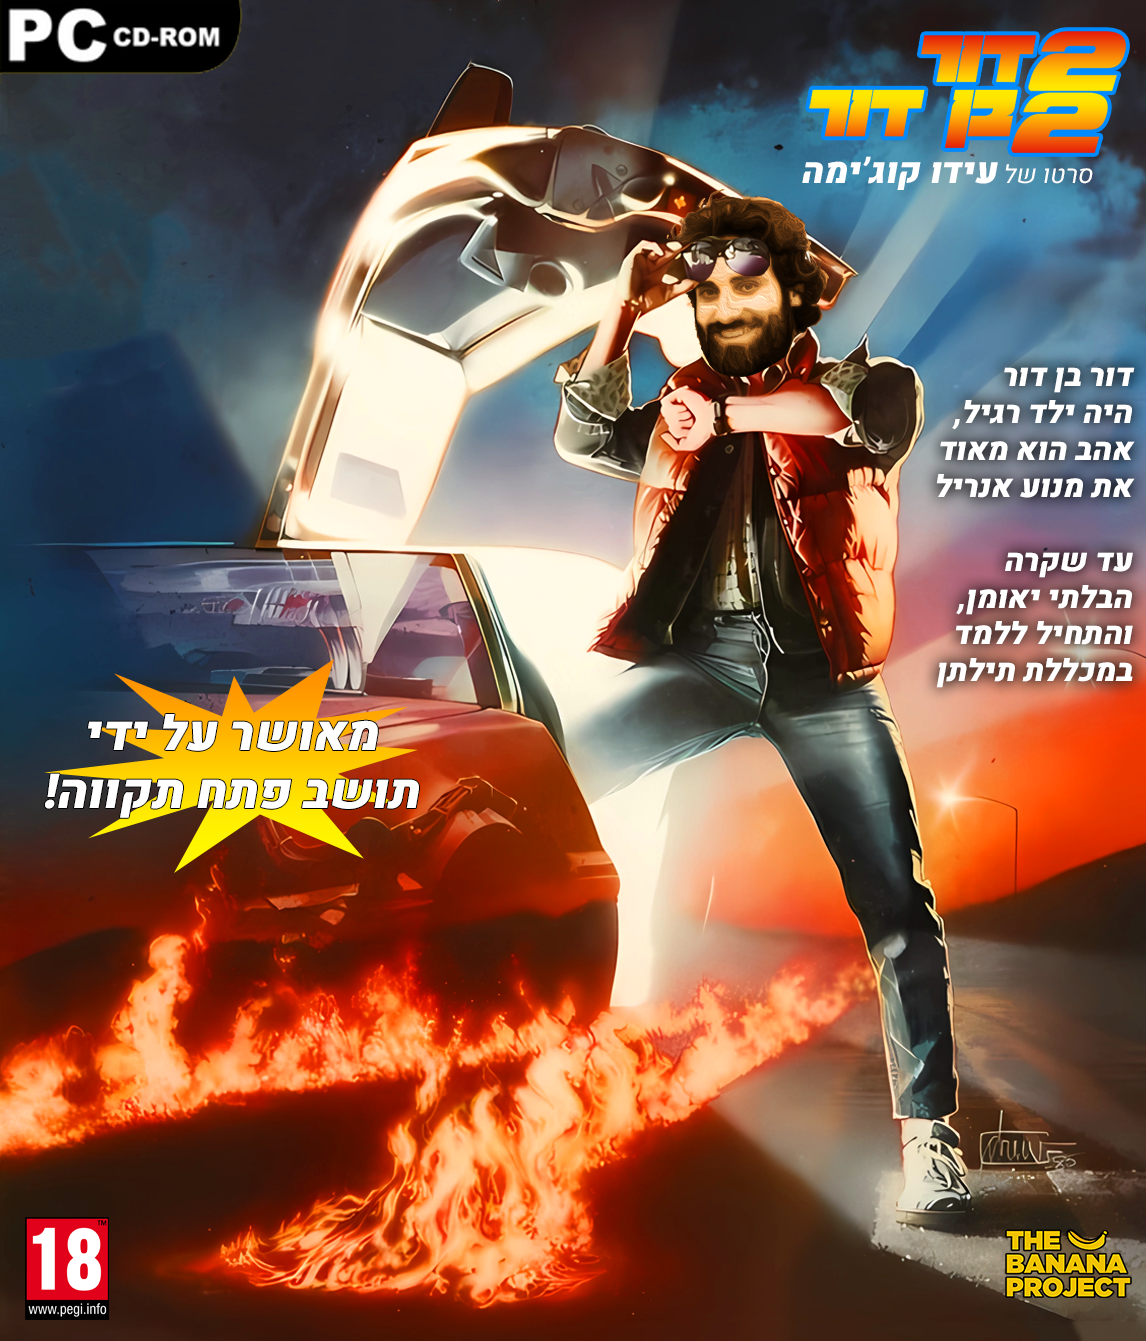 PC CD-ROM
דור 2
בן דור 2
סרטו של עידו קוג'ימה
דור בן דור
היה ילד רגיל,
אהב הוא מאוד
את מנוע אנריל
עד שקרה
הבלתי יאומן,
והתחיל ללמד
במכללת תילתן
מאושר על ידי
תושב פתח תקווה!
18
TM
www.pegi.info
THE
BANANA
PROJECT